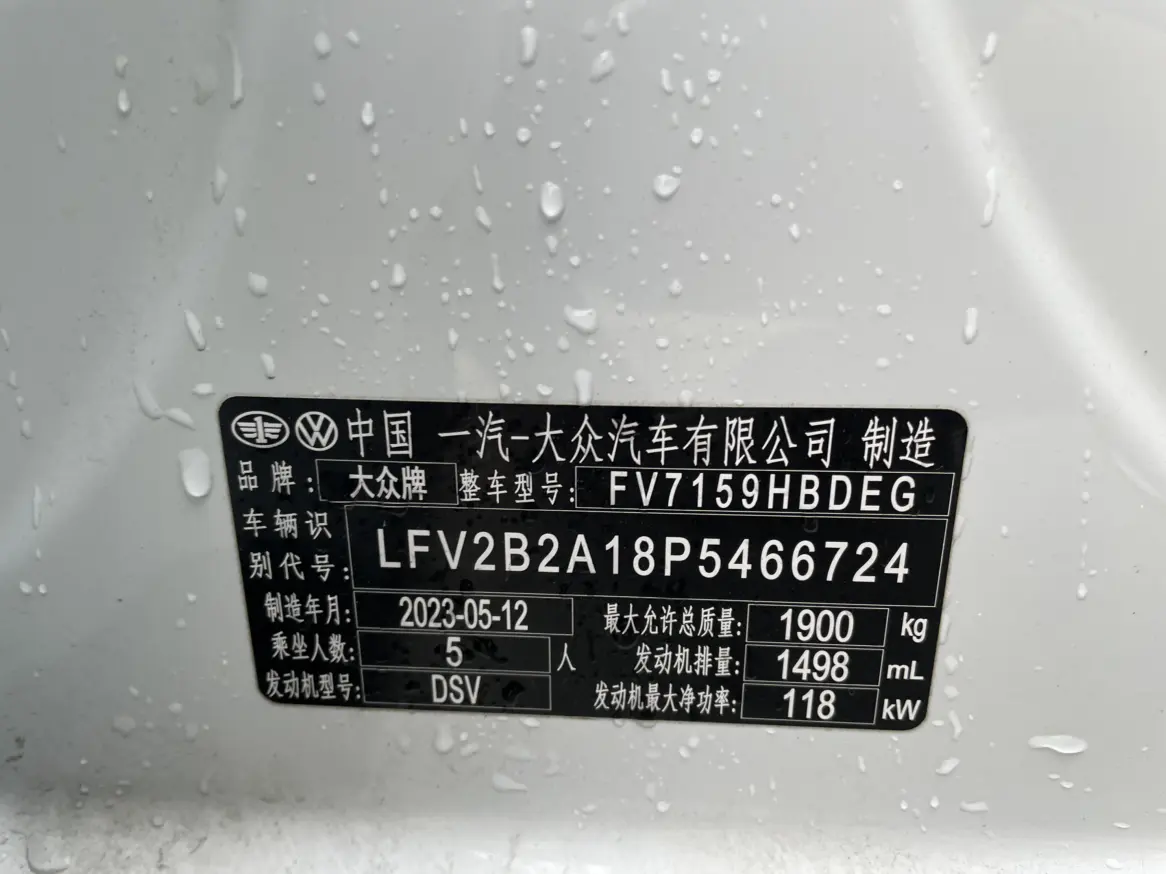 中国 一汽-大众汽车有限公司 制造
品牌: 大众牌 整车型号: FV7159HBDEG
车辆识别代号: LFV2B2A18P5466724
制造年月: 2023-05-12 最大允许总质量: 1900 kg
乘坐人数: 5 人 发动机排量: 1498 mL
发动机型号: DSV 发动机最大净功率: 118 kW